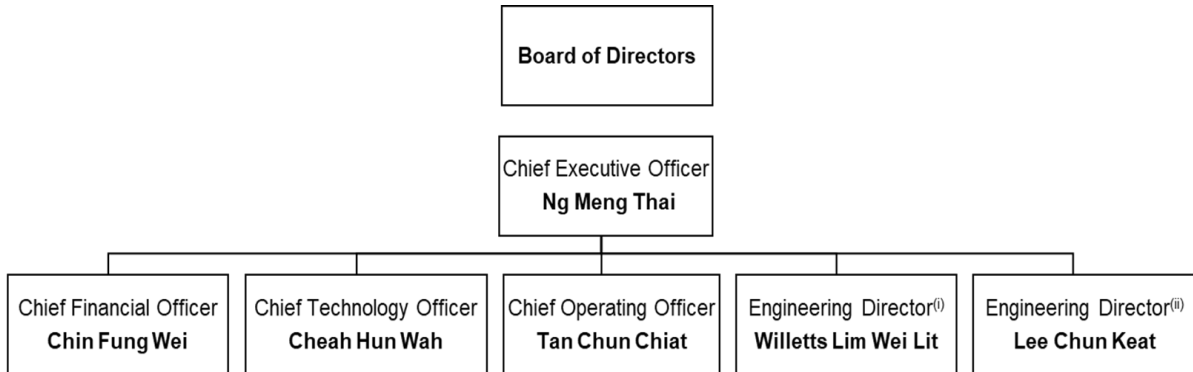 Board of Directors
Chief Executive Officer
Ng Meng Thai
Chief Financial Officer
Chin Fung Wei
Chief Technology Officer
Cheah Hun Wah
Chief Operating Officer
Tan Chun Chiat
Engineering Director(i)
Willetts Lim Wei Lit
Engineering Director(ii)
Lee Chun Keat